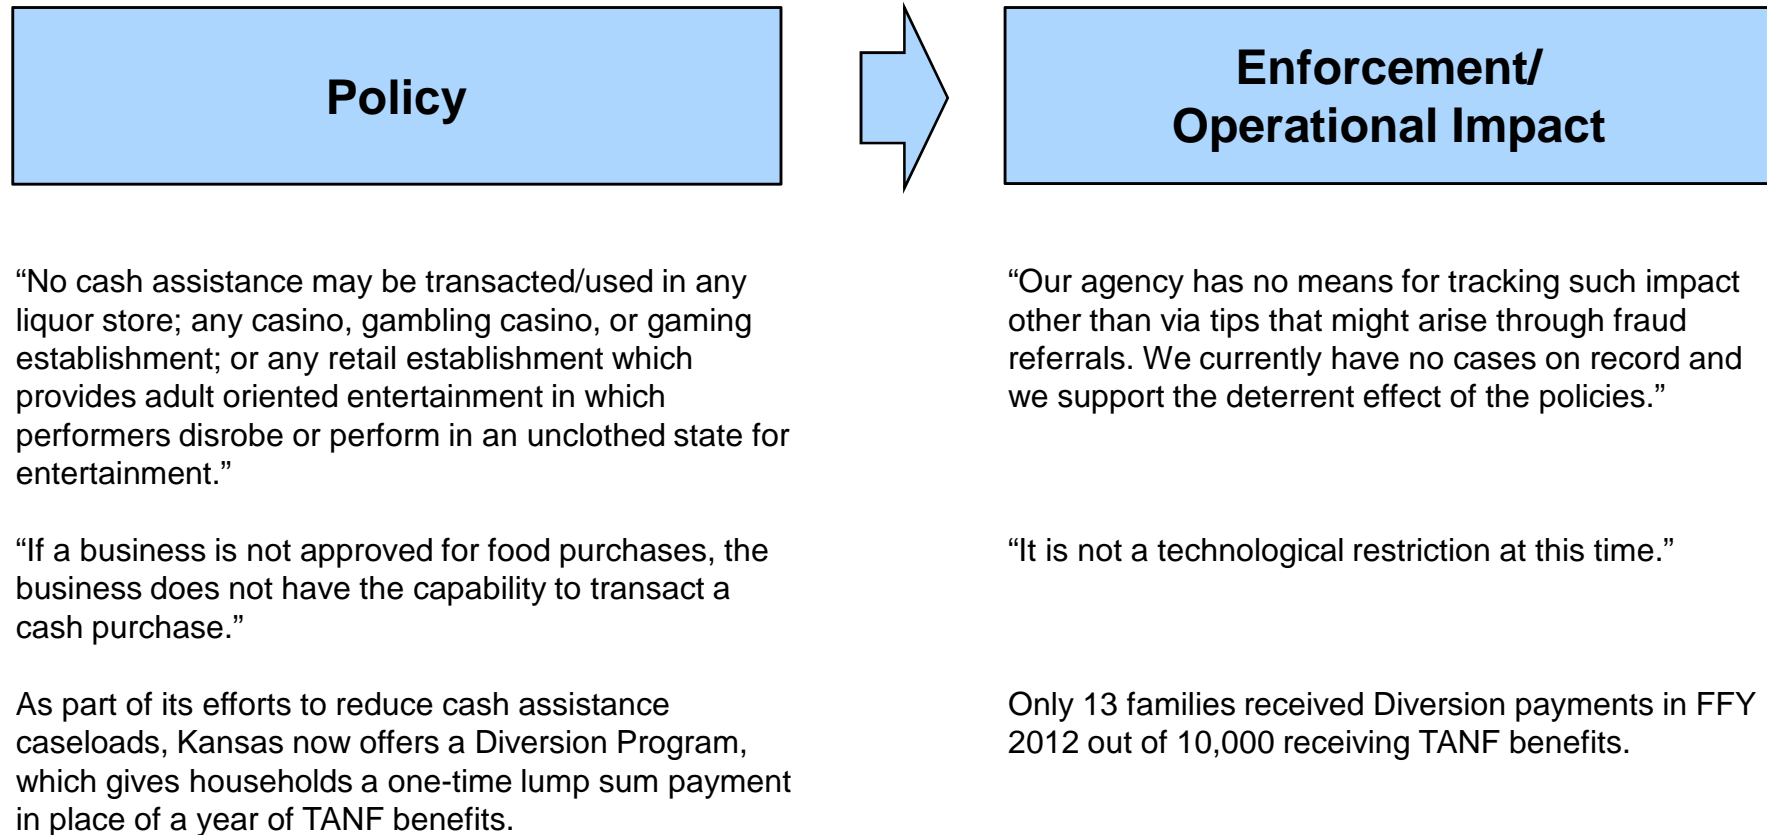 Policy
Enforcement/
Operational Impact
“No cash assistance may be transacted/used in any
liquor store; any casino, gambling casino, or gaming
establishment; or any retail establishment which
provides adult oriented entertainment in which
performers disrobe or perform in an unclothed state for
entertainment.”
“Our agency has no means for tracking such impact
other than via tips that might arise through fraud
referrals. We currently have no cases on record and
we support the deterrent effect of the policies.”
“If a business is not approved for food purchases, the
business does not have the capability to transact a
cash purchase.”
“It is not a technological restriction at this time.”
As part of its efforts to reduce cash assistance
caseloads, Kansas now offers a Diversion Program,
which gives households a one-time lump sum payment
in place of a year of TANF benefits.
Only 13 families received Diversion payments in FFY
2012 out of 10,000 receiving TANF benefits.